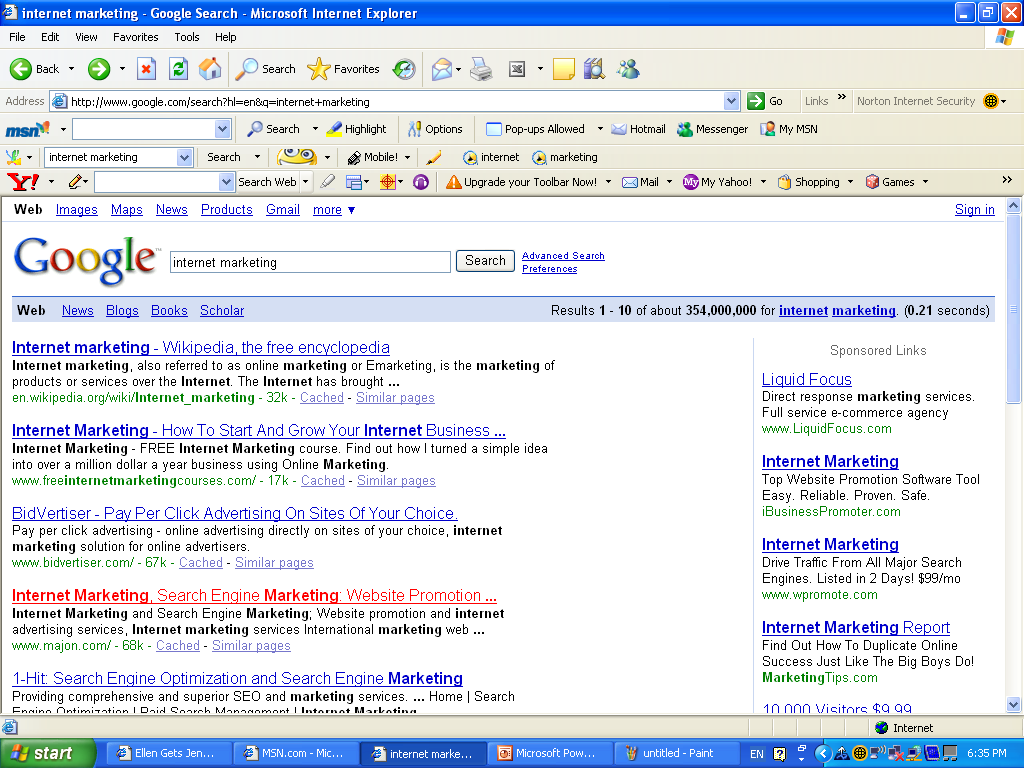 internet marketing - Google Search - Microsoft Internet Explorer
File Edit View Favorites Tools Help
Back Search Favorites
Address http://www.google.com/search?hl=en&q=internet+marketing Go Links » Norton Internet Security
msn Search Highlight Options Pop-ups Allowed Hotmail Messenger My MSN
internet marketing Search Mobile! internet marketing
Y! Search Web Upgrade your Toolbar Now! Mail My Yahoo! Shopping Games »
Web Images Maps News Products Gmail more ▼ Sign in
Google™ internet marketing Search Advanced Search
Preferences
Web News Blogs Books Scholar Results 1 - 10 of about 354,000,000 for internet marketing. (0.21 seconds)
Internet marketing - Wikipedia, the free encyclopedia
Internet marketing, also referred to as online marketing or Emarketing, is the marketing of
products or services over the Internet. The Internet has brought ...
en.wikipedia.org/wiki/Internet_marketing - 32k - Cached - Similar pages
Internet Marketing - How To Start And Grow Your Internet Business ...
Internet Marketing - FREE Internet Marketing course. Find out how I turned a simple idea
into over a million dollar a year business using Online Marketing.
www.freeinternetmarketingcourses.com/ - 17k - Cached - Similar pages
BidVertiser - Pay Per Click Advertising On Sites Of Your Choice.
Pay per click advertising - online advertising directly on sites of your choice, internet
marketing solution for online advertisers.
www.bidvertiser.com/ - 67k - Cached - Similar pages
Internet Marketing, Search Engine Marketing: Website Promotion ...
Internet Marketing and Search Engine Marketing; Website promotion and internet
advertising services, Internet marketing services International marketing web ...
www.majon.com/ - 68k - Cached - Similar pages
1-Hit: Search Engine Optimization and Search Engine Marketing
Providing comprehensive and superior SEO and marketing services. ... Home | Search
Engine Optimization | Paid Search Management | Internet Marketing
Sponsored Links
Liquid Focus
Direct response marketing services.
Full service e-commerce agency
www.LiquidFocus.com
Internet Marketing
Top Website Promotion Software Tool
Easy. Reliable. Proven. Safe.
iBusinessPromoter.com
Internet Marketing
Drive Traffic From All Major Search
Engines. Listed in 2 Days! $99/mo
www.wpromote.com
Internet Marketing Report
Find Out How To Duplicate Online
Success Just Like The Big Boys Do!
MarketingTips.com
10,000 Visitors $9.99
Internet
start Ellen Gets Jen... MSN.com - Mic... internet marke... Microsoft Pow... untitled - Paint EN 6:35 PM